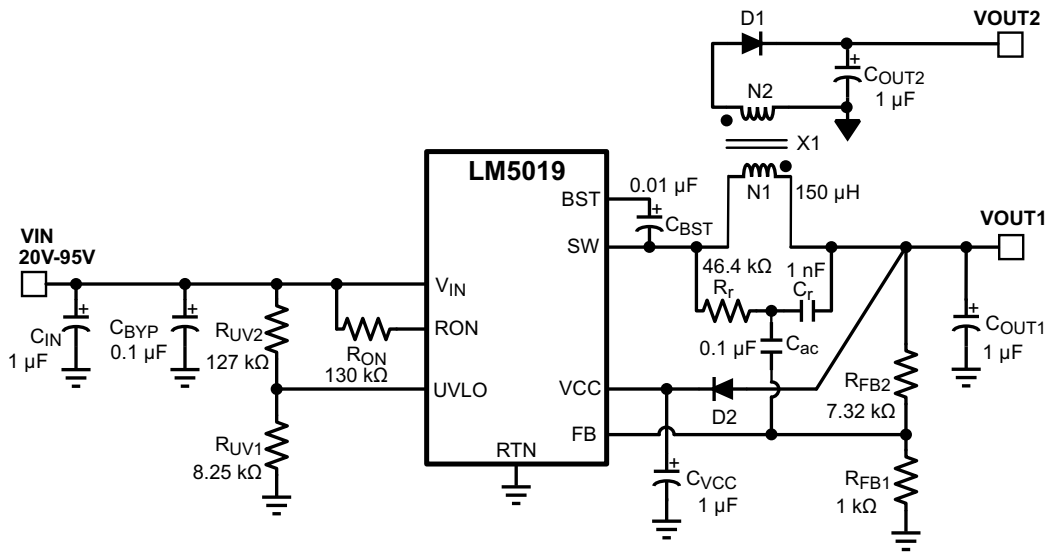 D1
VOUT2
+
COUT2
1 µF
N2
X1
LM5019
BST
0.01 µF
+
CBST
N1
150 µH
VOUT1
VIN
20V-95V
SW
46.4 kΩ
Rr
1 nF
Cr
VIN
+
CIN
1 µF
+
CBYP
0.1 µF
RUV2
127 kΩ
RON
RON
130 kΩ
0.1 µF
Cac
+
COUT1
1 µF
UVLO
VCC
D2
RFB2
7.32 kΩ
FB
RUV1
8.25 kΩ
RTN
+
CVCC
1 µF
RFB1
1 kΩ